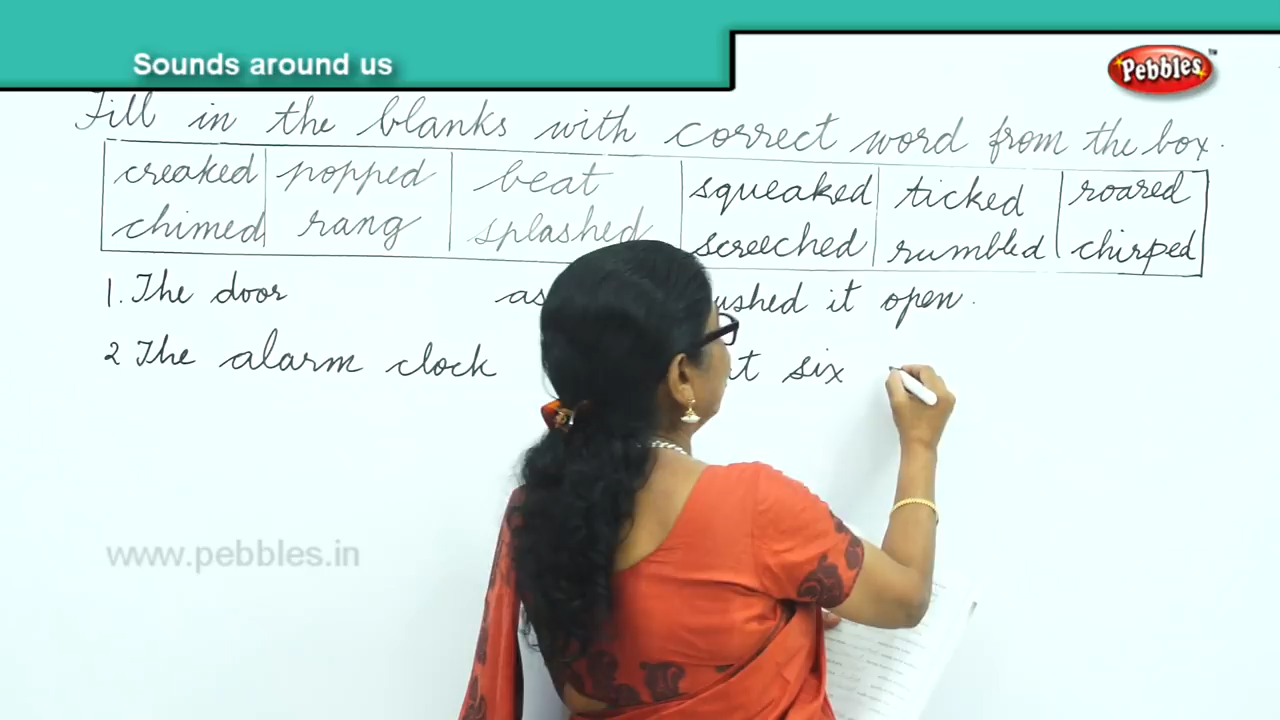 Sounds around us
Pebbles
Fill in the blanks with correct word from the box.
creaked popped beat squeaked ticked roared
chimed rang splashed screeched rumbled chirped
1. The door as ushed it open.
2 The alarm clock at six
www.pebbles.in